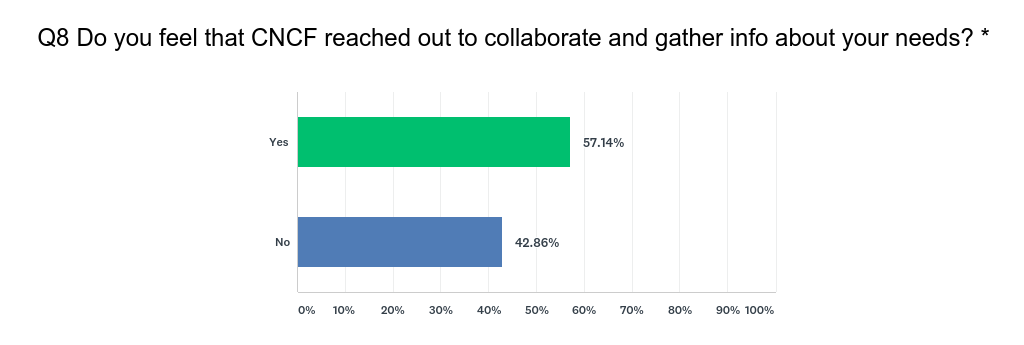 Q8 Do you feel that CNCF reached out to collaborate and gather info about your needs? *
Yes 57.14%
No 42.86%
0% 10% 20% 30% 40% 50% 60% 70% 80% 90% 100%